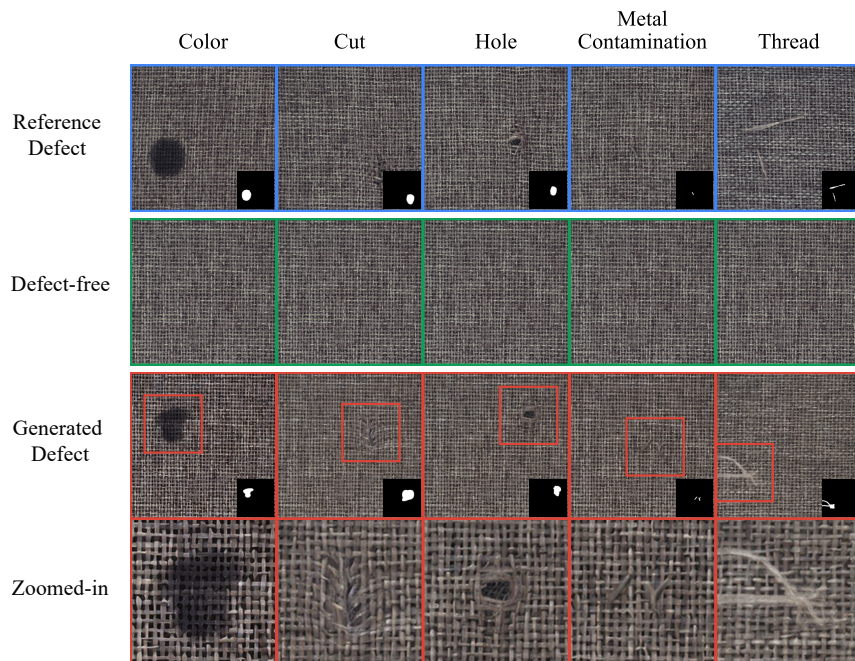 Color
Cut
Hole
Metal
Contamination
Thread
Reference
Defect
Defect-free
Generated
Defect
Zoomed-in